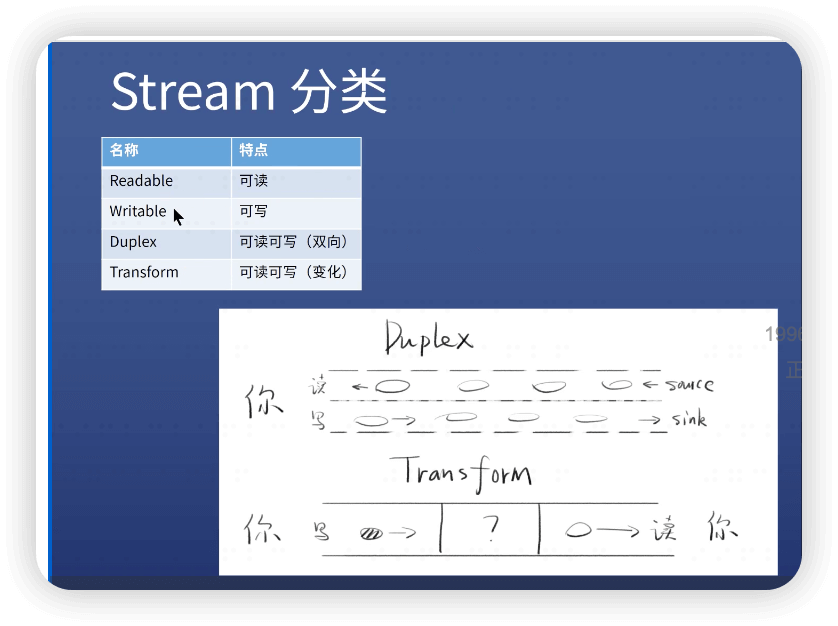 Stream 分类
名称 特点
Readable 可读
Writable 可写
Duplex 可读可写（双向）
Transform 可读可写（变化）
Duplex
你 读 source
写 sink
Transform
你 写 ? 读 你